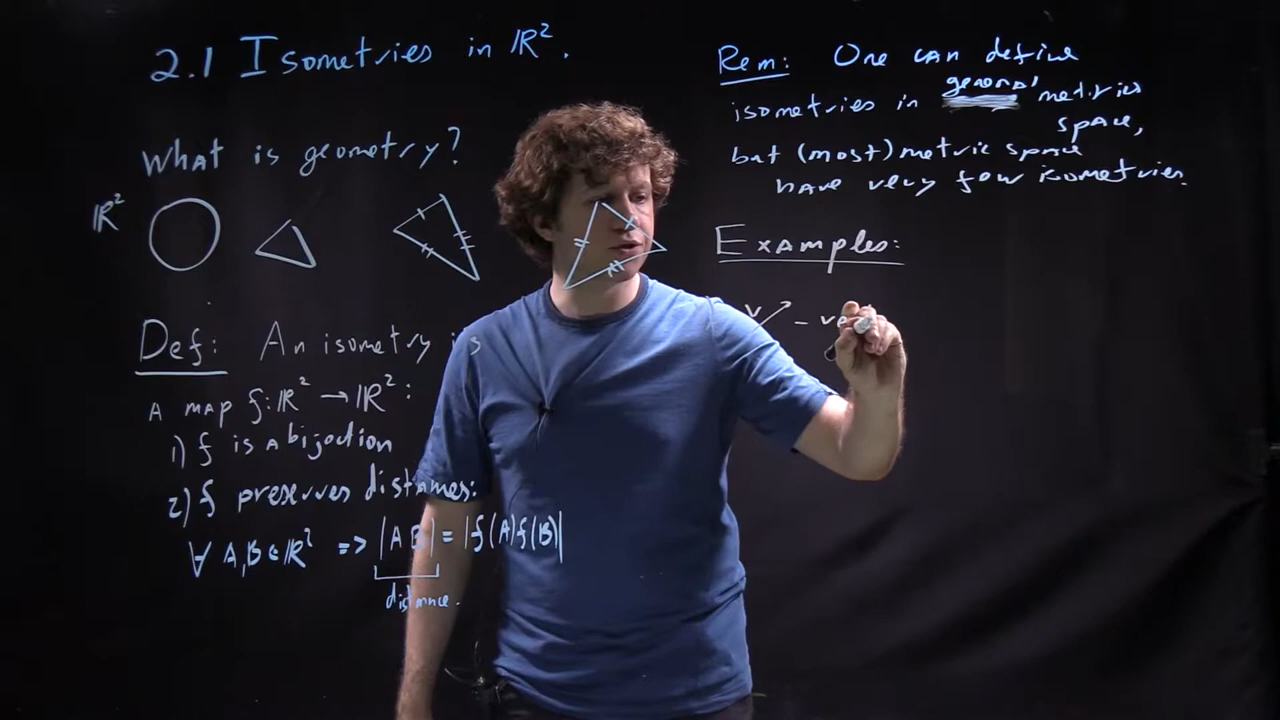 2.1 Isometries in ℝ².
What is geometry?
ℝ²
Def: An isometry is
A map f: ℝ² → ℝ²:
1) f is a bijection
2) f preserves distances:
∀ A,B ∈ ℝ² => |AB| = |f(A)f(B)|
distance.
Rem: One can define
isometries in general metrics
space,
but (most) metric space
have very few isometries.
Examples:
v - ve